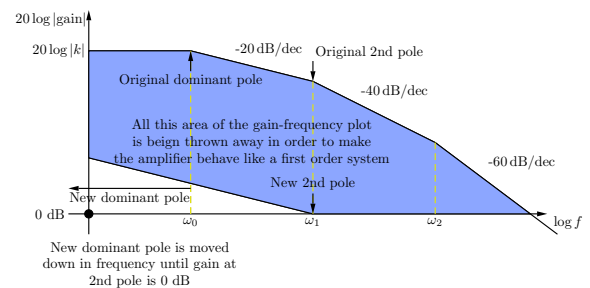 20 log |gain|
20 log |k|
-20 dB/dec
Original 2nd pole
Original dominant pole
-40 dB/dec
All this area of the gain-frequency plot
is beign thrown away in order to make
the amplifier behave like a first order system
-60 dB/dec
New 2nd pole
New dominant pole
0 dB
ω0
ω1
ω2
log f
New dominant pole is moved
down in frequency until gain at
2nd pole is 0 dB